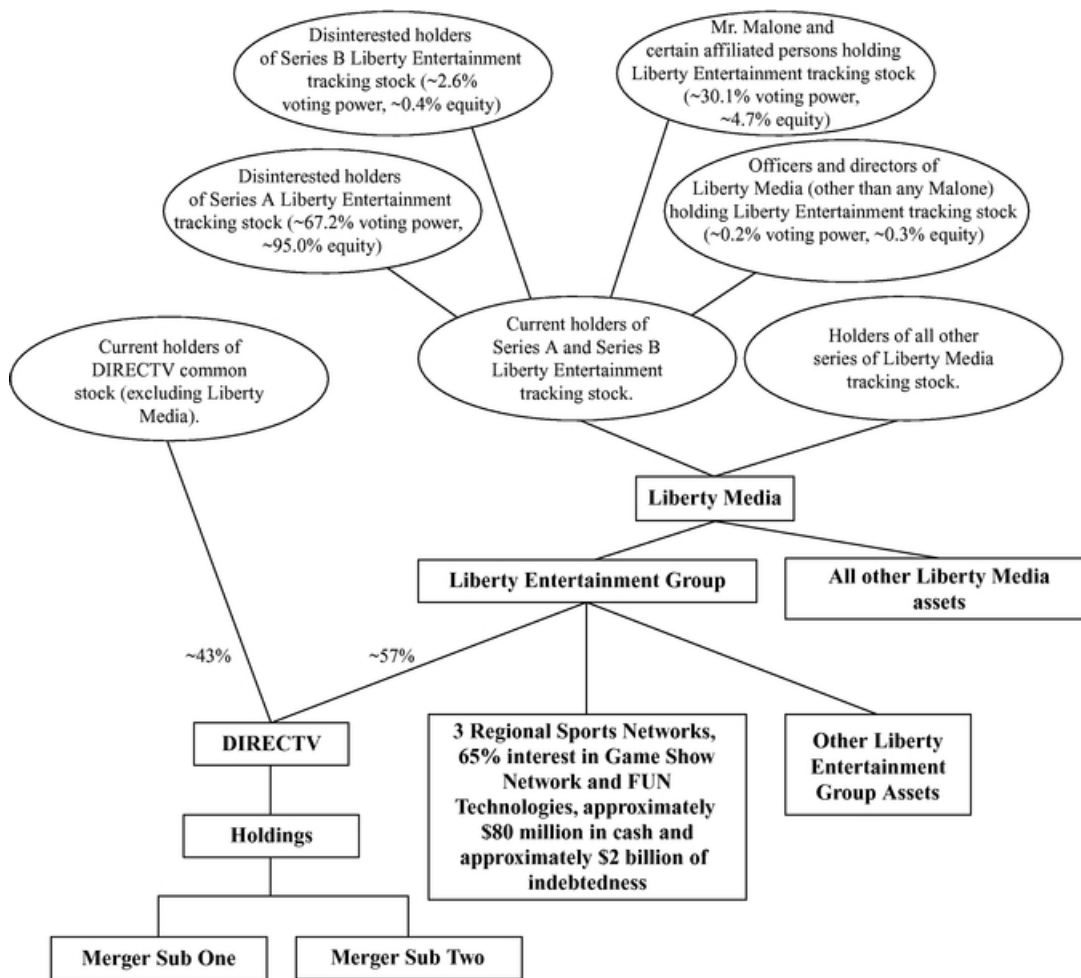 Disinterested holders
of Series B Liberty Entertainment
tracking stock (~2.6%
voting power, ~0.4% equity)
Mr. Malone and
certain affiliated persons holding
Liberty Entertainment tracking stock
(~30.1% voting power,
~4.7% equity)
Disinterested holders
of Series A Liberty Entertainment
tracking stock (~67.2% voting power,
~95.0% equity)
Officers and directors of
Liberty Media (other than any Malone)
holding Liberty Entertainment tracking stock
(~0.2% voting power, ~0.3% equity)
Current holders of
DIRECTV common
stock (excluding Liberty
Media).
Current holders of
Series A and Series B
Liberty Entertainment
tracking stock.
Holders of all other
series of Liberty Media
tracking stock.
Liberty Media
Liberty Entertainment Group
All other Liberty Media
assets
~43%
~57%
DIRECTV
3 Regional Sports Networks,
65% interest in Game Show
Network and FUN
Technologies, approximately
$80 million in cash and
approximately $2 billion of
indebtedness
Other Liberty
Entertainment
Group Assets
Holdings
Merger Sub One
Merger Sub Two